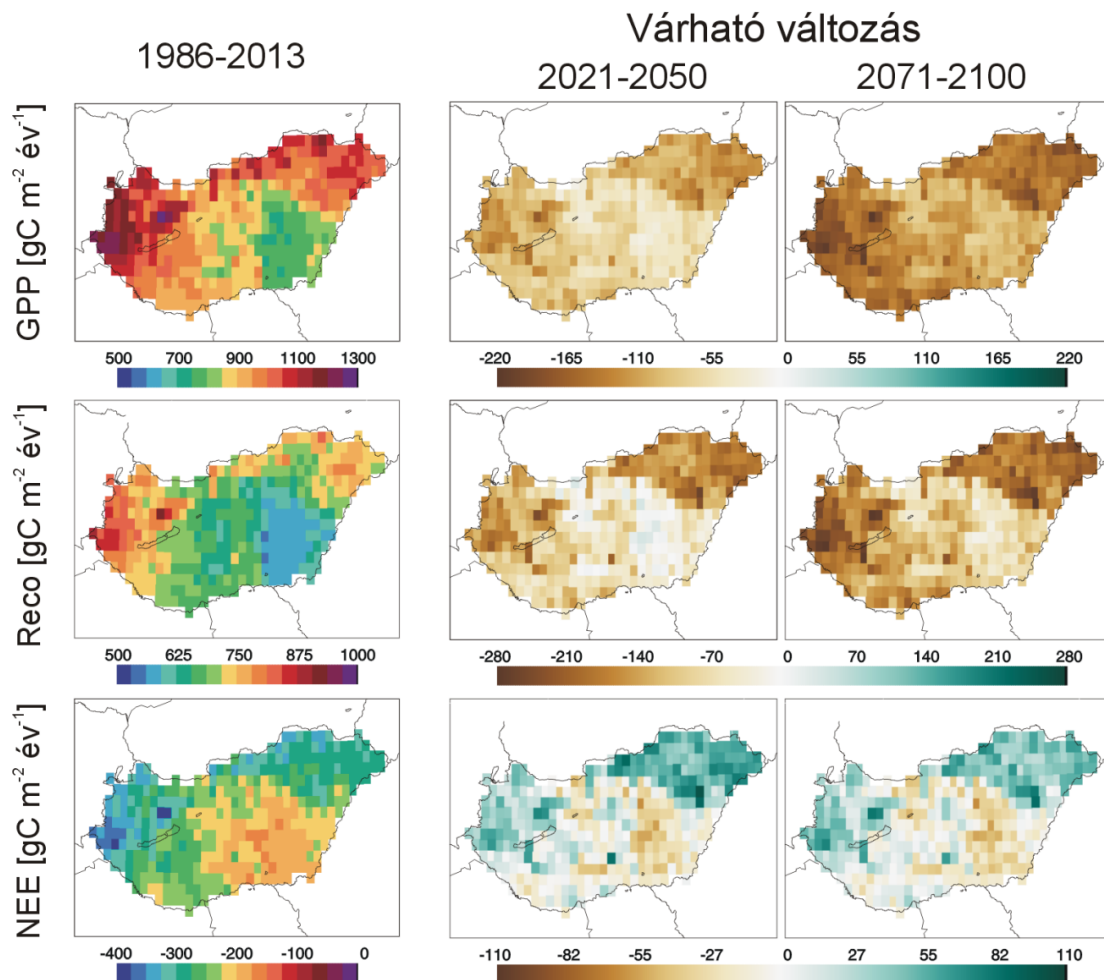 Várható változás
1986-2013
2021-2050
2071-2100
GPP [gC m⁻² év⁻¹]
500 700 900 1100 1300
-220 -165 -110 -55 0 55 110 165 220
Reco [gC m⁻² év⁻¹]
500 625 750 875 1000
-280 -210 -140 -70 0 70 140 210 280
NEE [gC m⁻² év⁻¹]
-400 -300 -200 -100 0
-110 -82 -55 -27 0 27 55 82 110